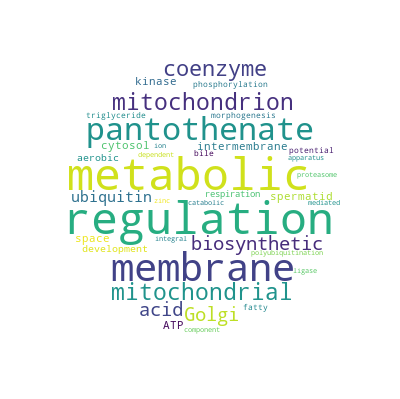 coenzyme
kinase phosphorylation
mitochondrion
triglyceride morphogenesis
pantothenate
cytosol ion intermembrane potential
aerobic dependent bile apparatus
metabolic proteasome
ubiquitin respiration spermatid
zinc catabolic mediated
regulation
space integral biosynthetic
development polyubiquitination
membrane ligase
mitochondrial
acid Golgi fatty
ATP component